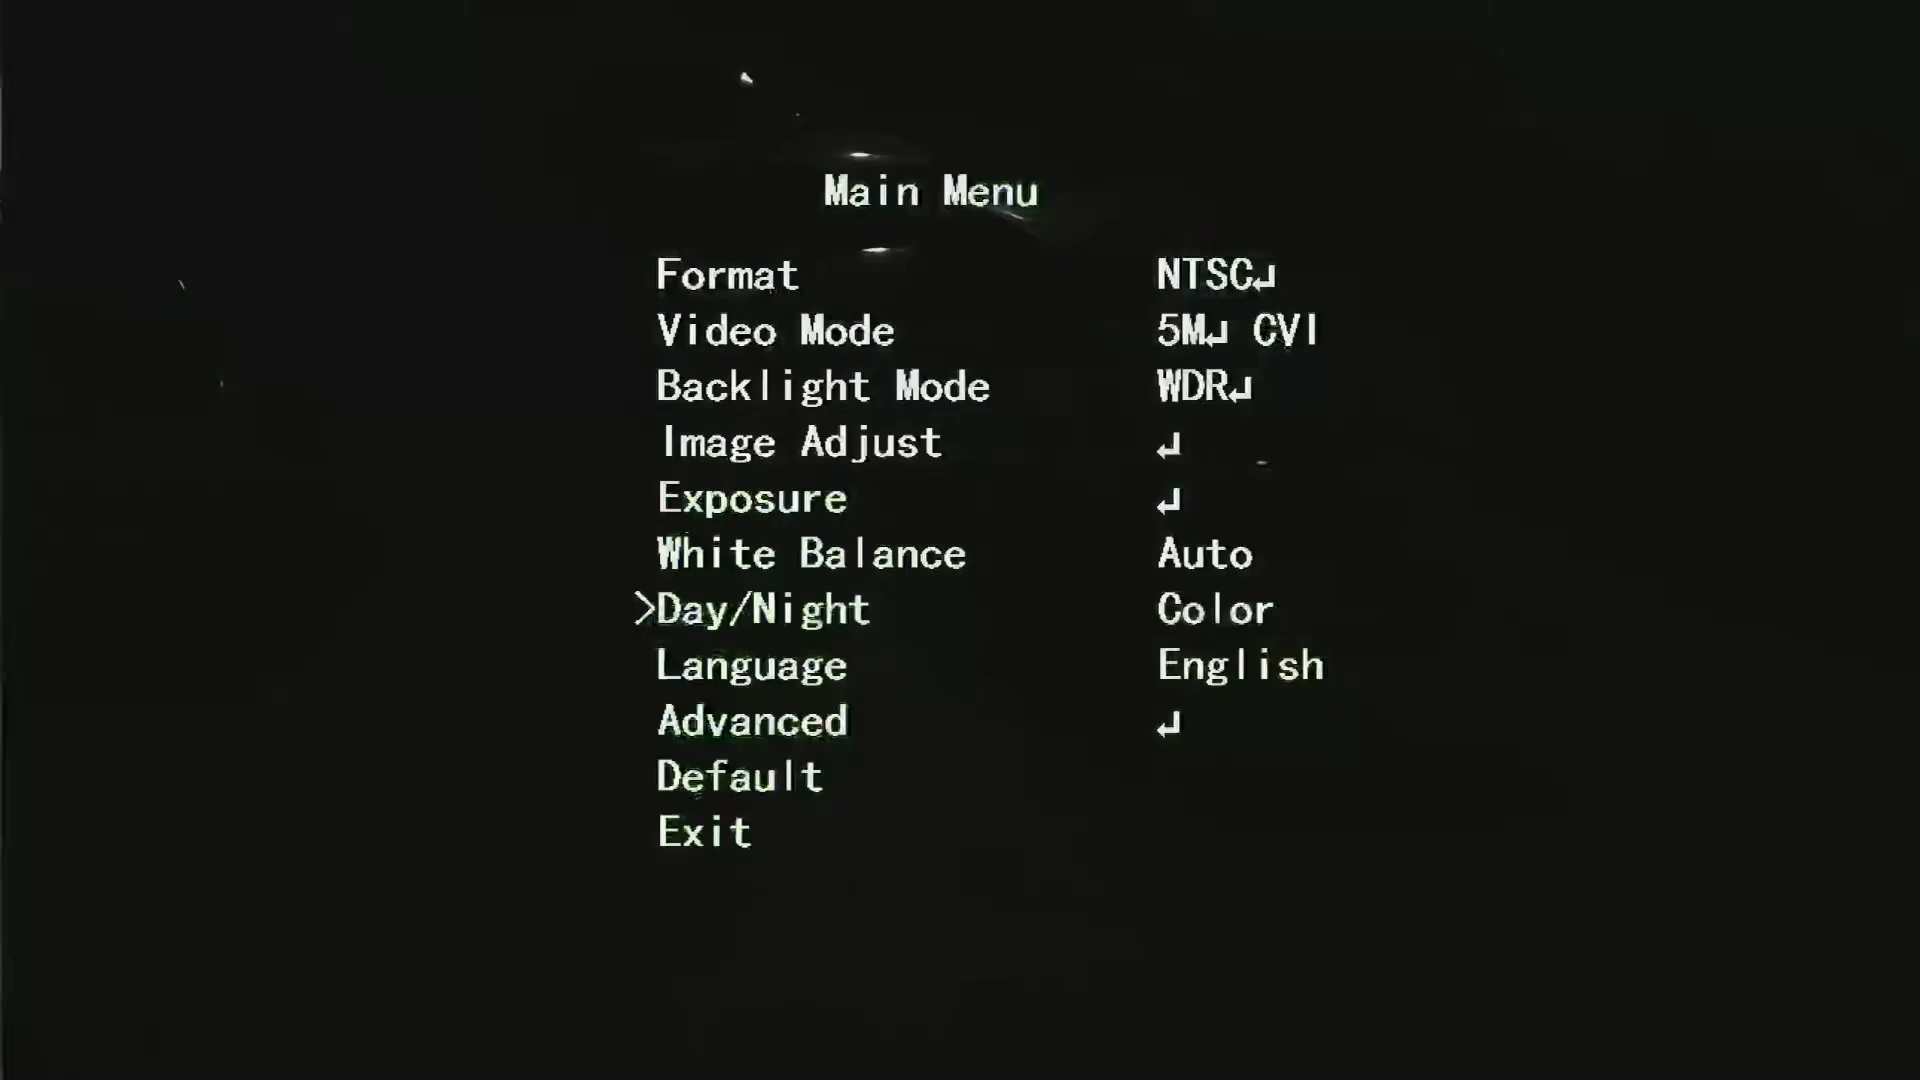 Main Menu
Format NTSC↵
Video Mode 5M↵ CVI
Backlight Mode WDR↵
Image Adjust ↵
Exposure ↵
White Balance Auto
>Day/Night Color
Language English
Advanced ↵
Default
Exit